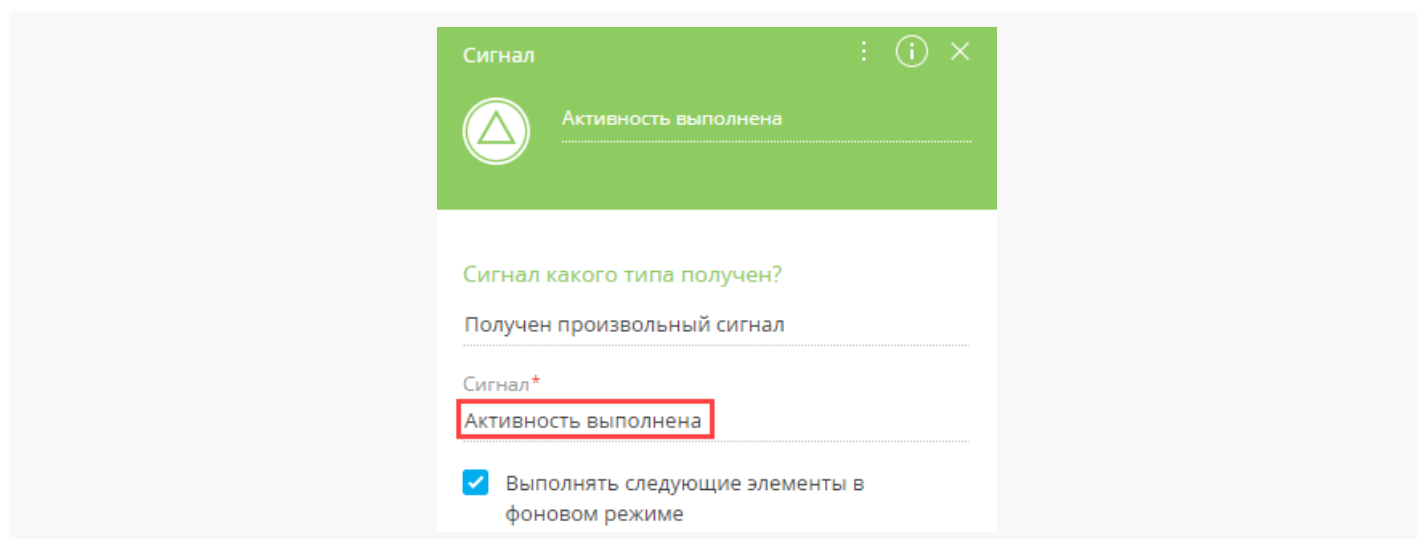 Сигнал
Активность выполнена
Сигнал какого типа получен?
Получен произвольный сигнал
Сигнал*
Активность выполнена
Выполнять следующие элементы в
фоновом режиме